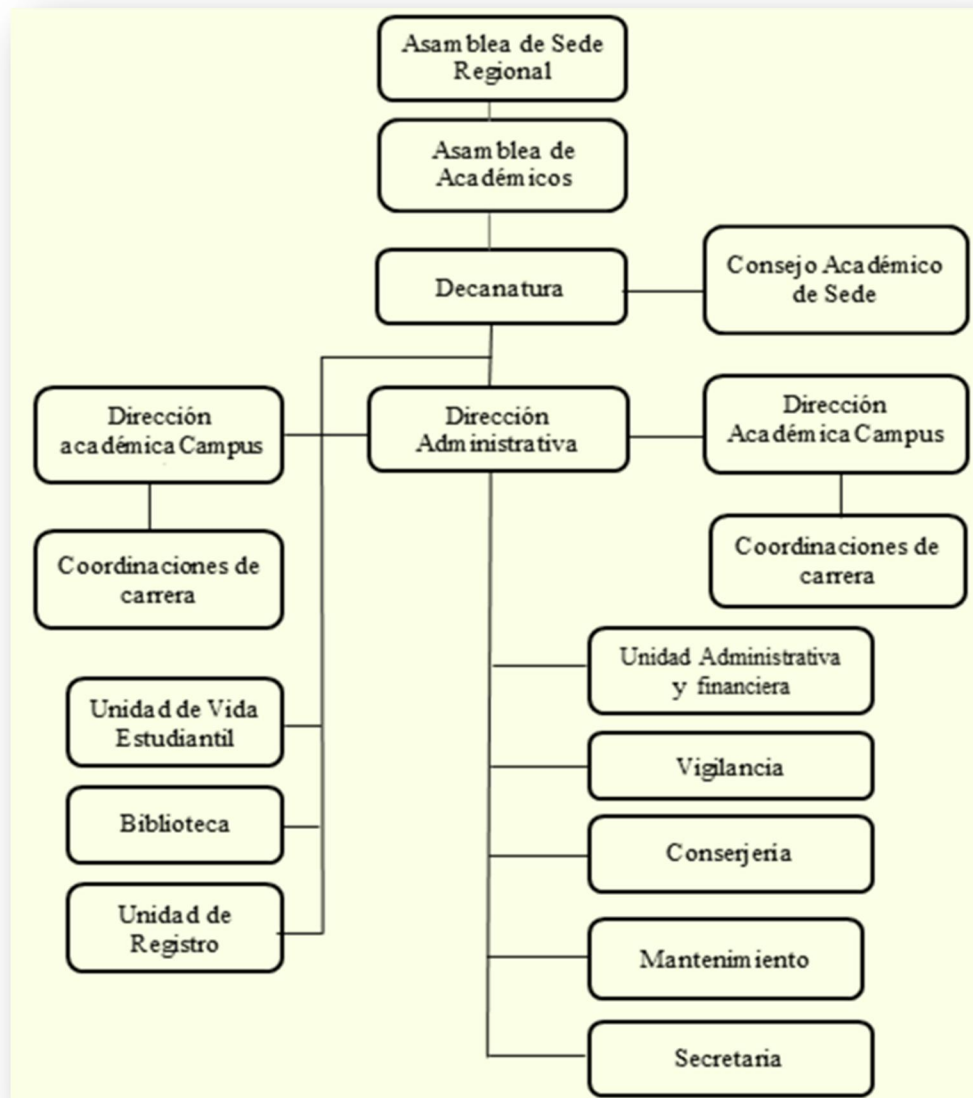 Asamblea de Sede
Regional
Asamblea de
Académicos
Decanatura
Consejo Académico
de Sede
Dirección
académica Campus
Dirección
Administrativa
Dirección
Académica Campus
Coordinaciones de
carrera
Coordinaciones de
carrera
Unidad Administrativa
y financiera
Unidad de Vida
Estudiantil
Vigilancia
Biblioteca
Conserjería
Unidad de
Registro
Mantenimiento
Secretaria